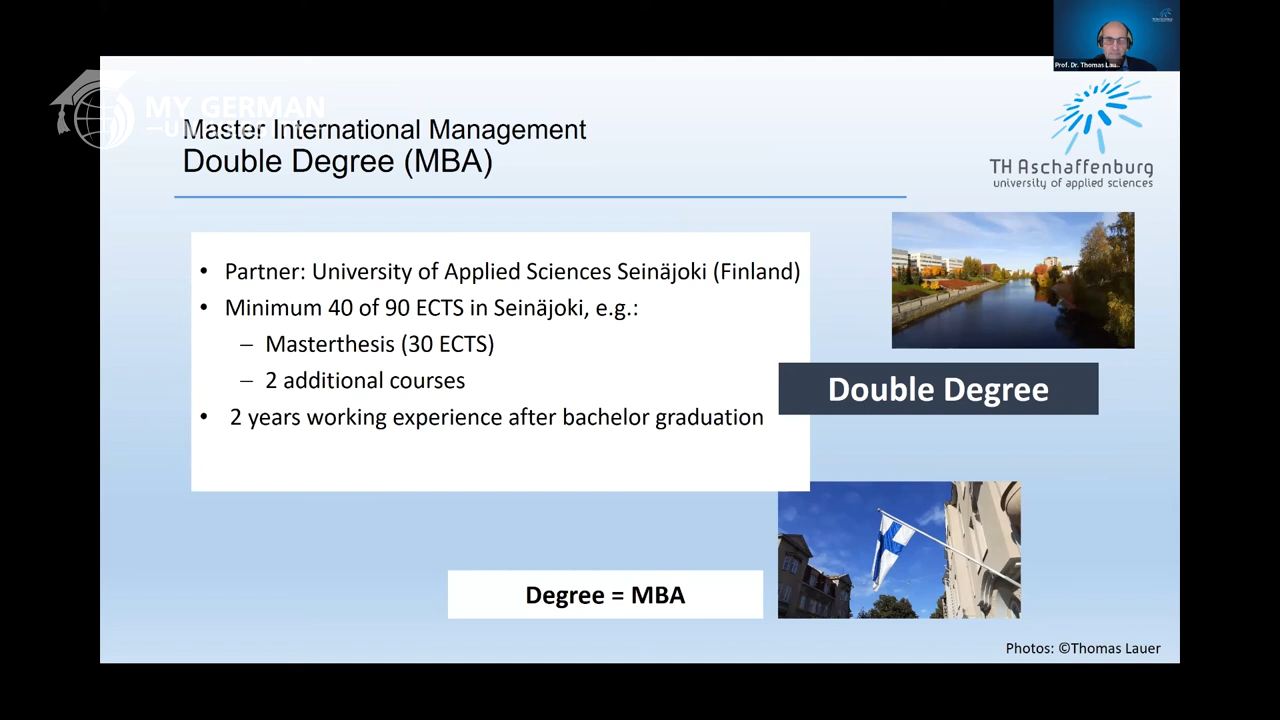 Prof. Dr. Thomas Lau...
MY GERMAN
Master International Management
Double Degree (MBA)
TH Aschaffenburg
university of applied sciences
• Partner: University of Applied Sciences Seinäjoki (Finland)
• Minimum 40 of 90 ECTS in Seinäjoki, e.g.:
– Masterthesis (30 ECTS)
– 2 additional courses
• 2 years working experience after bachelor graduation
Double Degree
Degree = MBA
Photos: ©Thomas Lauer